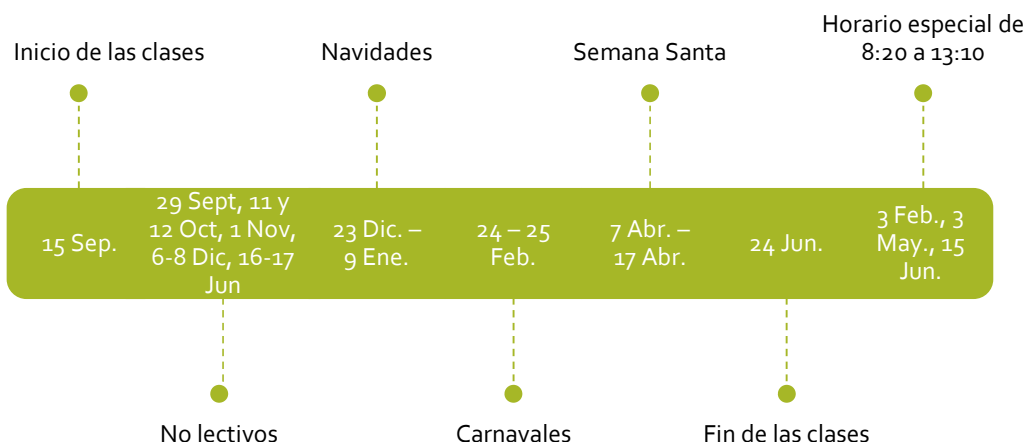 Inicio de las clases
Navidades
Semana Santa
Horario especial de
8:20 a 13:10
15 Sep.
29 Sept, 11 y
12 Oct, 1 Nov,
6-8 Dic, 16-17
Jun
23 Dic. –
9 Ene.
24 – 25
Feb.
7 Abr. –
17 Abr.
24 Jun.
3 Feb., 3
May., 15
Jun.
No lectivos
Carnavales
Fin de las clases